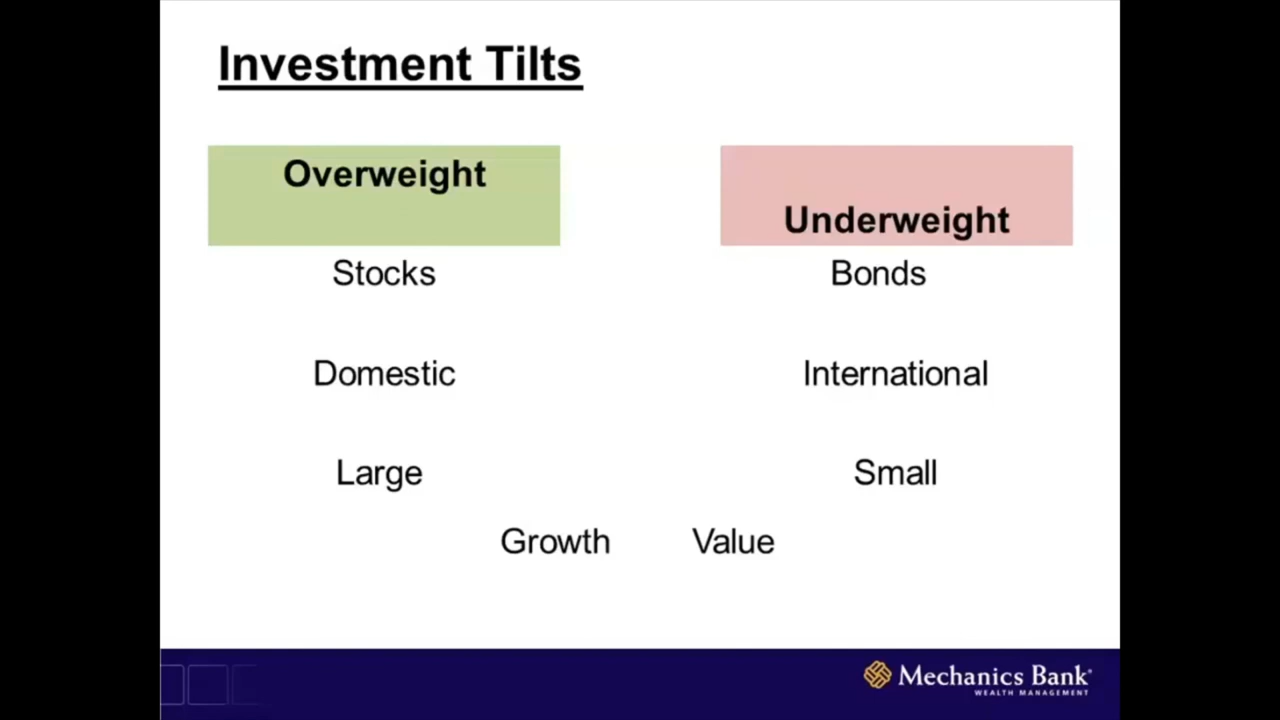 Investment Tilts
Overweight
Underweight
Stocks
Bonds
Domestic
International
Large
Small
Growth
Value
Mechanics Bank
WEALTH MANAGEMENT